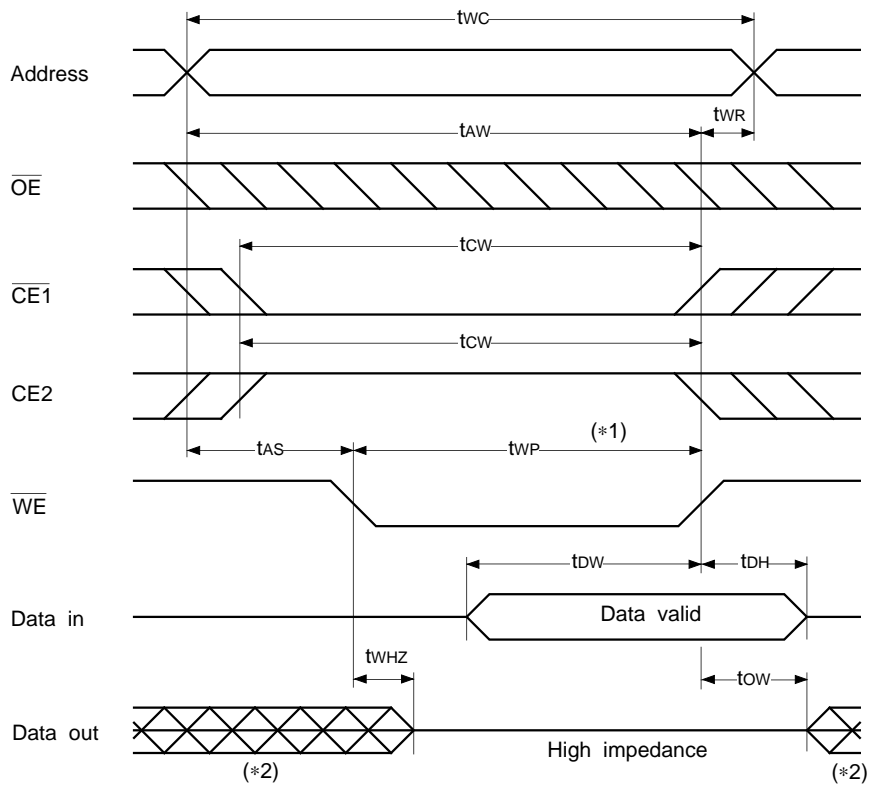 tWC
Address
tAW
tWR
OE
tCW
CE1
tCW
CE2
tAS
tWP
(*1)
WE
tDW
tDH
Data in
Data valid
tWHZ
tOW
Data out
High impedance
(*2)
(*2)